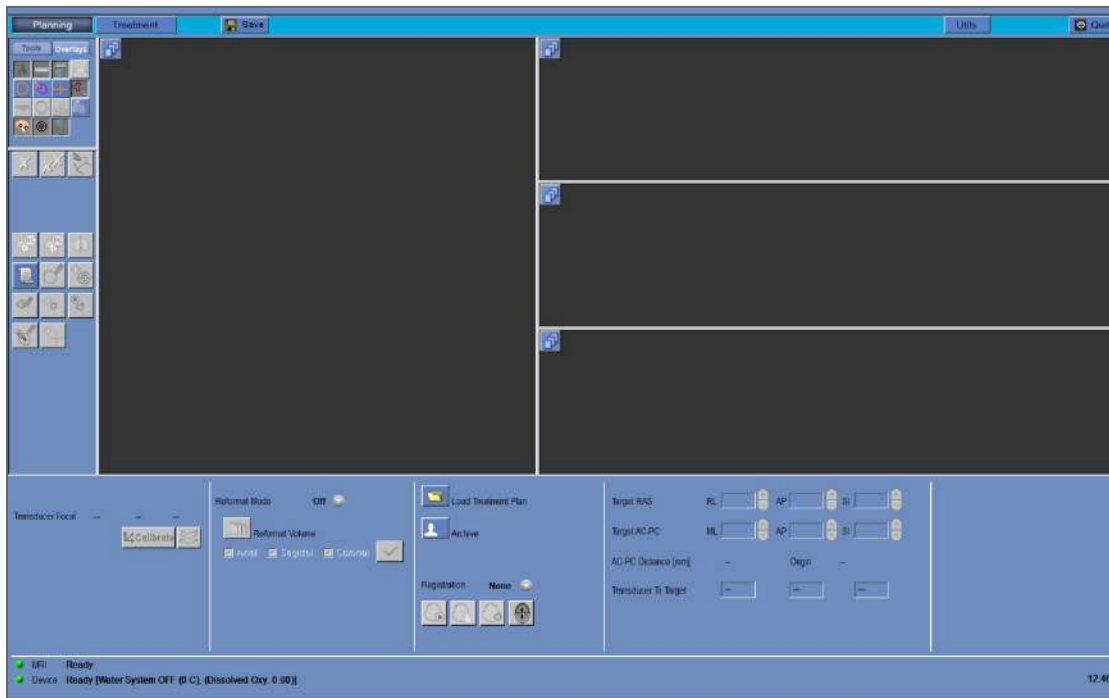 Planning Treatment Save Utils Quit
Tools Overlays
Reformat Mode Off
Load Treatment Plan
Target RAS RL AP SI
Transducer Focal -- -- --
Calibrate
Reformat Volume
Archive
Target AC-PC ML AP SI
Axial Sagittal Coronal
AC-PC Distance [mm] -- Origin --
Registration None
Transducer To Target -- -- --
MRI Ready
Device Ready [Water System OFF (0 C), (Dissolved Oxy. 0.00)]